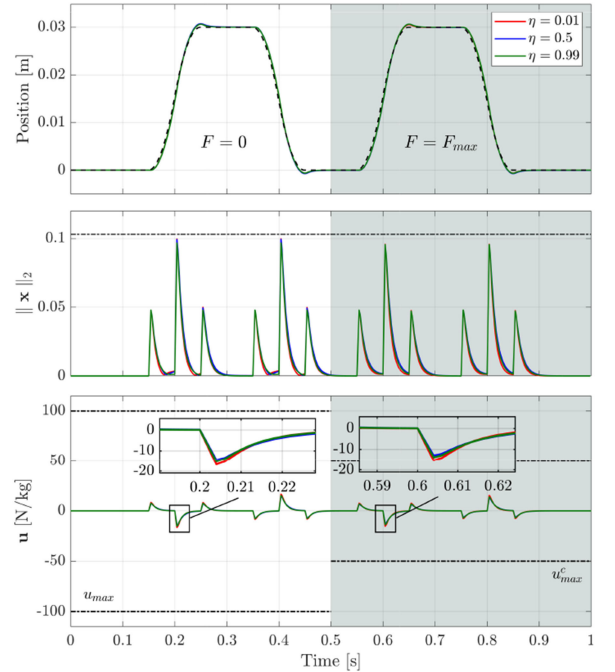 0.03
0.02
0.01
0
Position [m]
η = 0.01
η = 0.5
η = 0.99
F = 0
F = F_max
0.1
0.05
0
‖ x ‖₂
100
50
0
-50
-100
u [N/kg]
0
-10
-20
0.2 0.21 0.22
0
-10
-20
0.59 0.6 0.61 0.62
u_max
u^c_max
0 0.1 0.2 0.3 0.4 0.5 0.6 0.7 0.8 0.9 1
Time [s]